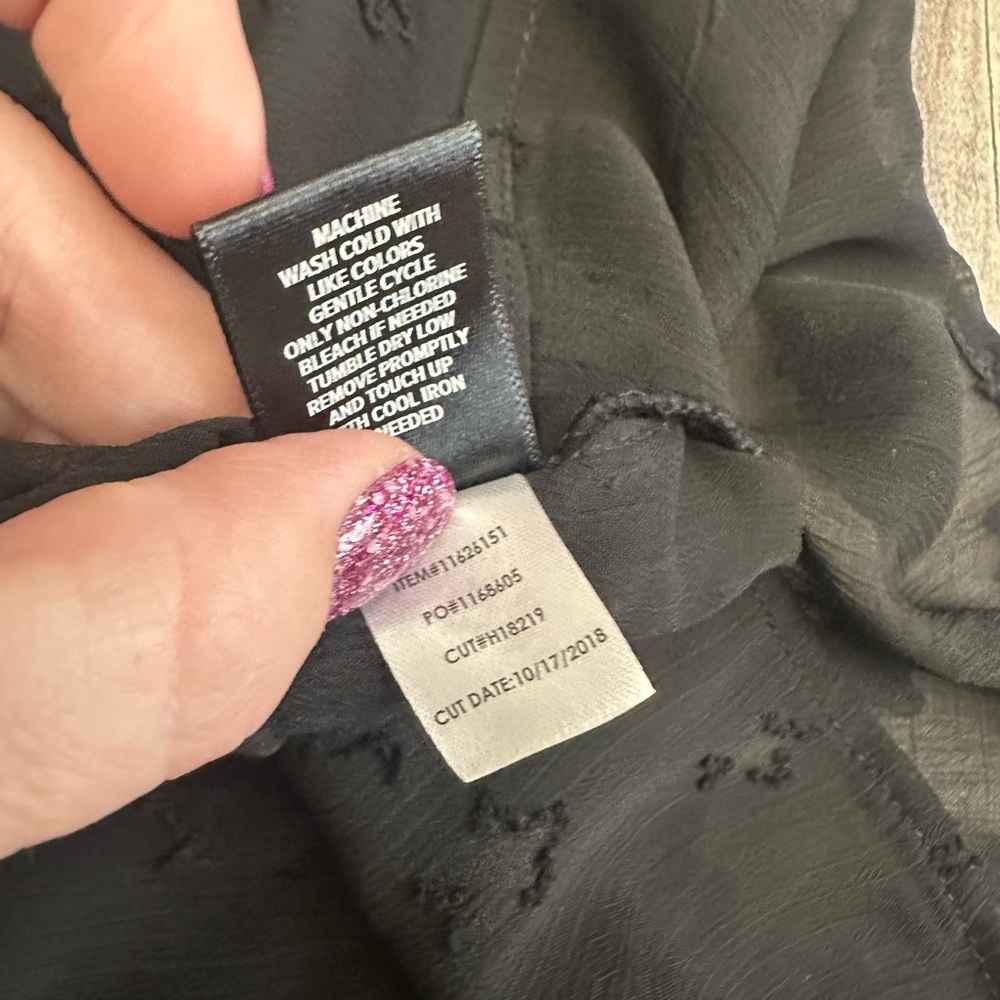 MACHINE
WASH COLD WITH
LIKE COLORS
GENTLE CYCLE
ONLY NON-CHLORINE
BLEACH IF NEEDED
TUMBLE DRY LOW
REMOVE PROMPTLY
AND TOUCH UP
COOL IRON
NEEDED
ITEM#11626151
PO#1168605
CUT#H18219
CUT DATE:10/17/2018